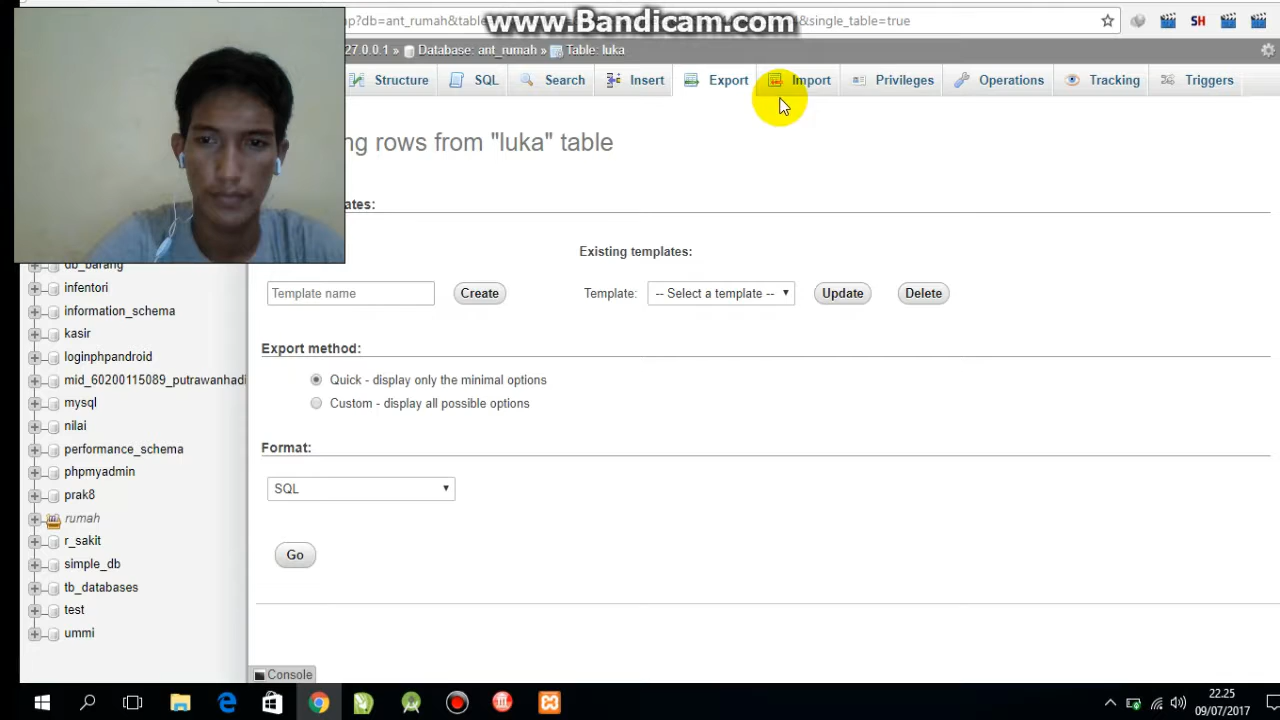 www.Bandicam.com
?db=ant_rumah&table
&single_table=true
SH
127.0.0.1 » Database: ant_rumah » Table: luka
Structure SQL Search Insert Export Import Privileges Operations Tracking Triggers
ng rows from "luka" table
ates:
Existing templates:
Template name Create Template: -- Select a template -- Update Delete
Export method:
Quick - display only the minimal options
Custom - display all possible options
Format:
SQL
Go
db_barang
infentori
information_schema
kasir
loginphpandroid
mid_60200115089_putrawanhadi
mysql
nilai
performance_schema
phpmyadmin
prak8
rumah
r_sakit
simple_db
tb_databases
test
ummi
Console
22.25
09/07/2017